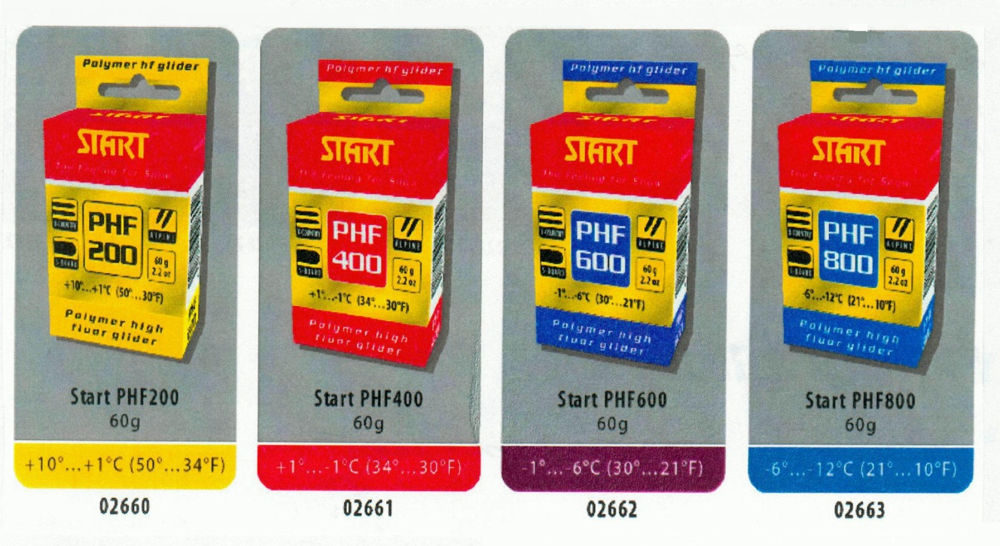 Polymer hf glider
START
START
The Feeling for Snow
X-COUNTRY
PHF
200
ALPINE
S-BOARD
60 g
2.2 oz
+10°...+1°C (50°...30°F)
Polymer high
fluor glider
Start PHF200
60g
+10°...+1°C (50°...34°F)
02660
Polymer hf glider
START
START
The Feeling for Snow
X-COUNTRY
PHF
400
ALPINE
S-BOARD
60 g
2.2 oz
+1°...-1°C (34°...30°F)
Polymer high
fluor glider
Start PHF400
60g
+1°...-1°C (34°...30°F)
02661
Polymer hf glider
START
START
The Feeling for Snow
X-COUNTRY
PHF
600
ALPINE
S-BOARD
60 g
2.2 oz
-1°...-6°C (30°...21°F)
Polymer high
fluor glider
Start PHF600
60g
-1°...-6°C (30°...21°F)
02662
Polymer hf glider
START
START
The Feeling for Snow
X-COUNTRY
PHF
800
ALPINE
S-BOARD
60 g
2.2 oz
-6°...-12°C (21°...10°F)
Polymer high
fluor glider
Start PHF800
60g
-6°...-12°C (21°...10°F)
02663